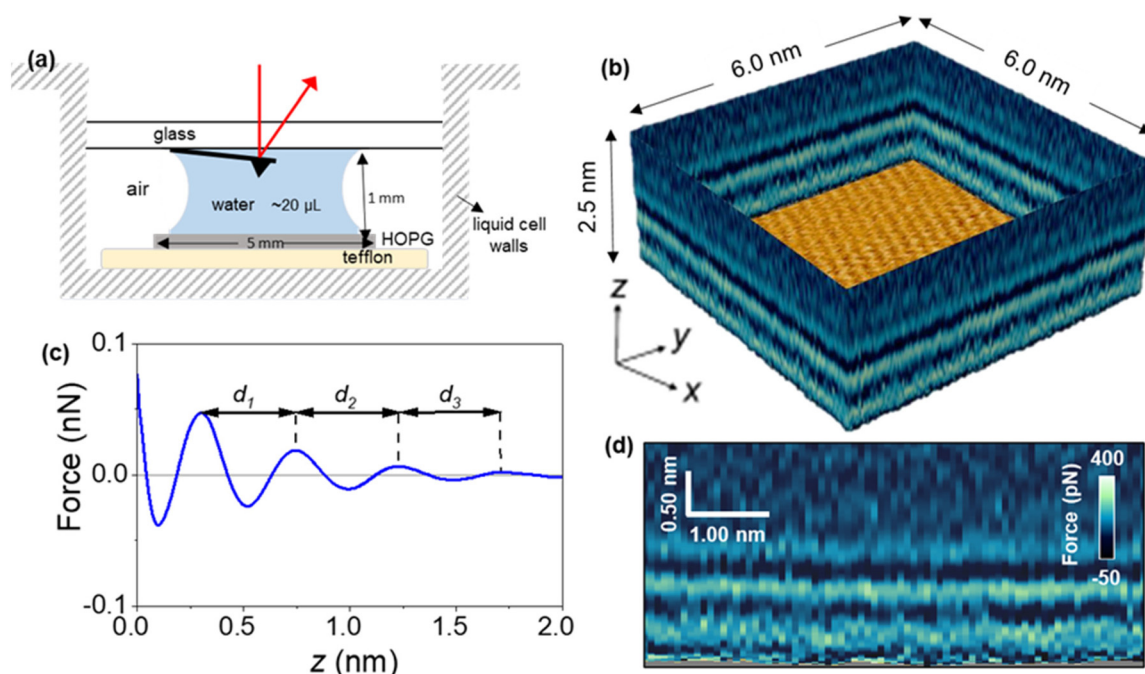 (a)
glass
air
water ~20 µL
1 mm
5 mm
HOPG
tefflon
liquid cell
walls
(b)
6.0 nm
6.0 nm
2.5 nm
z
y
x
(c)
0.1
0.0
-0.1
Force (nN)
d1
d2
d3
0.0 0.5 1.0 1.5 2.0
z (nm)
(d)
0.50 nm
1.00 nm
Force (pN)
400
-50